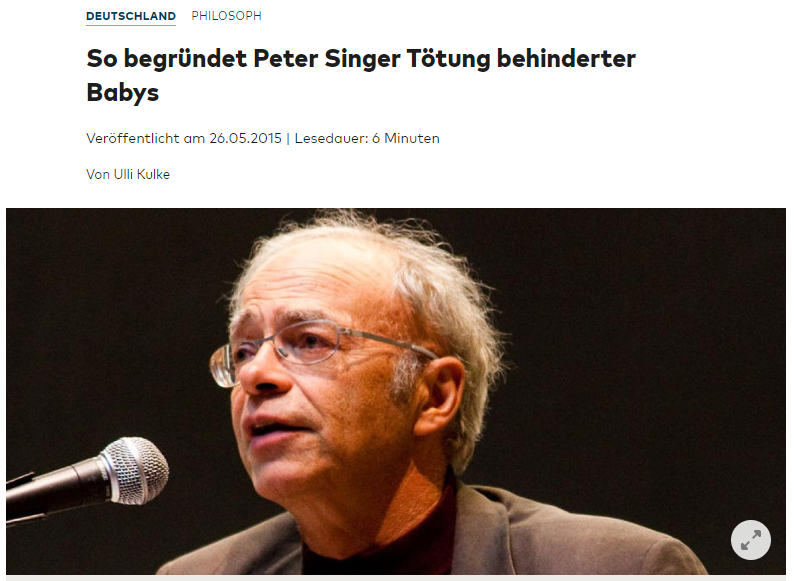 DEUTSCHLAND PHILOSOPH
So begründet Peter Singer Tötung behinderter
Babys
Veröffentlicht am 26.05.2015 | Lesedauer: 6 Minuten
Von Ulli Kulke